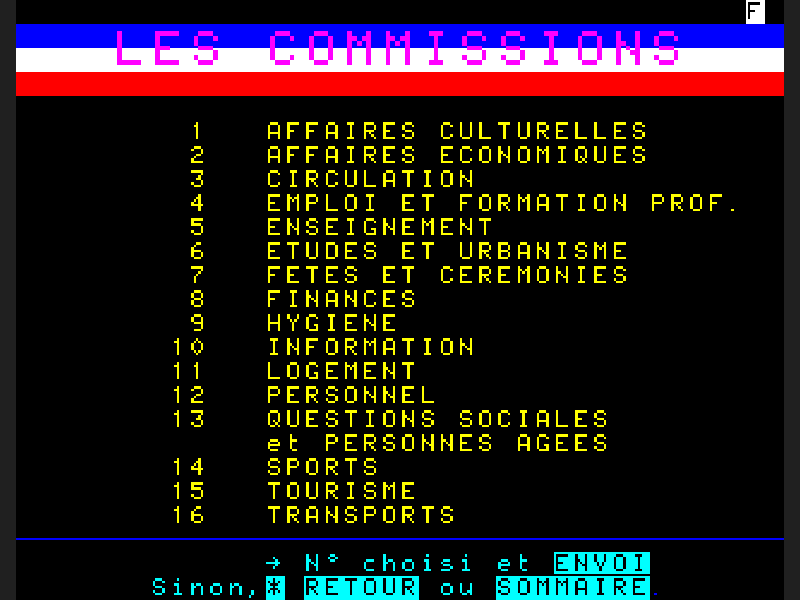 F
LES COMMISSIONS
1 AFFAIRES CULTURELLES
2 AFFAIRES ECONOMIQUES
3 CIRCULATION
4 EMPLOI ET FORMATION PROF.
5 ENSEIGNEMENT
6 ETUDES ET URBANISME
7 FETES ET CEREMONIES
8 FINANCES
9 HYGIENE
10 INFORMATION
11 LOGEMENT
12 PERSONNEL
13 QUESTIONS SOCIALES
et PERSONNES AGEES
14 SPORTS
15 TOURISME
16 TRANSPORTS
→ N° choisi et ENVOI
Sinon,* RETOUR ou SOMMAIRE.